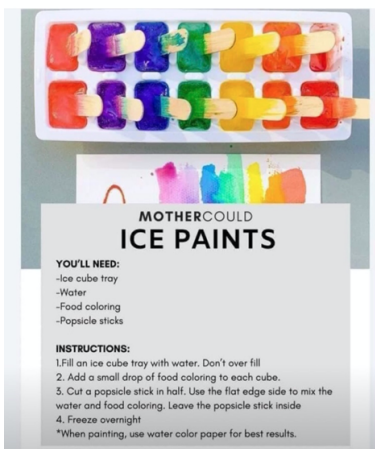 MOTHERCOULD
ICE PAINTS
YOU'LL NEED:
-Ice cube tray
-Water
-Food coloring
-Popsicle sticks
INSTRUCTIONS:
1.Fill an ice cube tray with water. Don't over fill
2. Add a small drop of food coloring to each cube.
3. Cut a popsicle stick in half. Use the flat edge side to mix the
water and food coloring. Leave the popsicle stick inside
4. Freeze overnight
*When painting, use water color paper for best results.